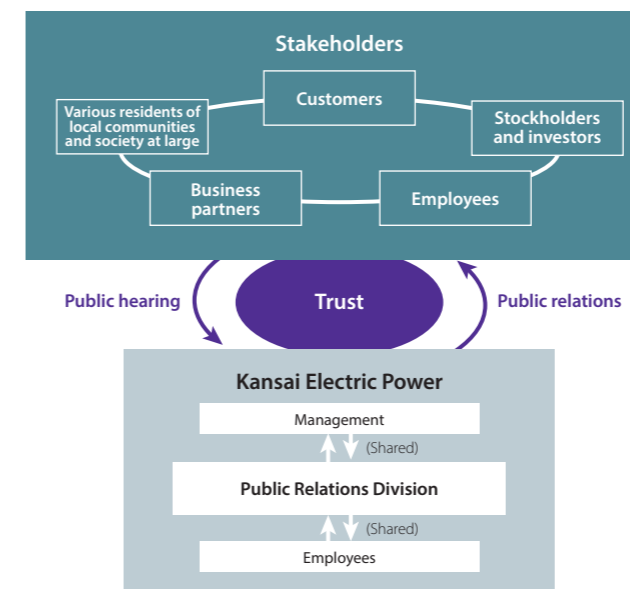 Stakeholders
Customers
Various residents of
local communities
and society at large
Stockholders
and investors
Business
partners
Employees
Public hearing
Trust
Public relations
Kansai Electric Power
Management
(Shared)
Public Relations Division
(Shared)
Employees